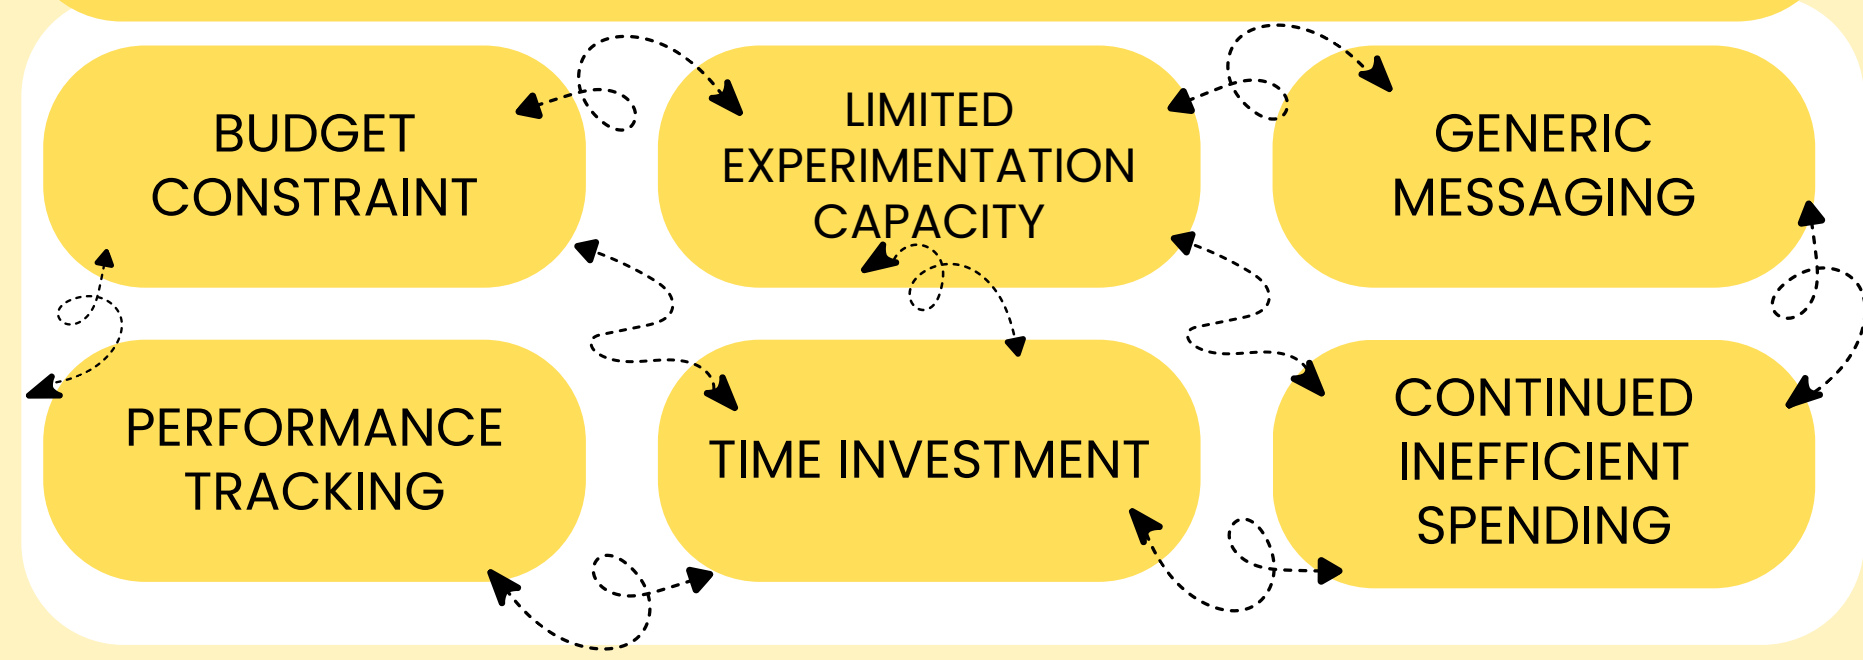 BUDGET
CONSTRAINT
LIMITED
EXPERIMENTATION
CAPACITY
GENERIC
MESSAGING
PERFORMANCE
TRACKING
TIME INVESTMENT
CONTINUED
INEFFICIENT
SPENDING